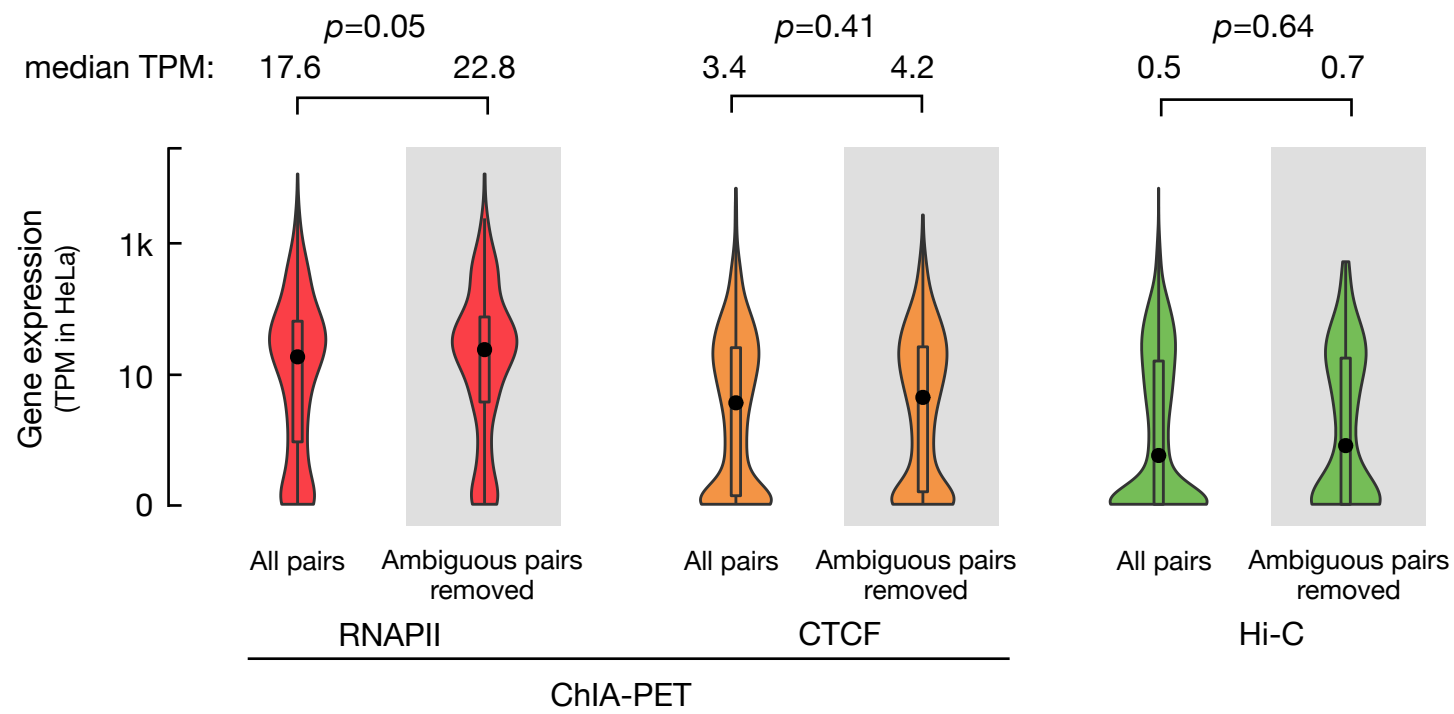 p=0.05 p=0.41 p=0.64
median TPM: 17.6 22.8 3.4 4.2 0.5 0.7
Gene expression
(TPM in HeLa)
1k
10
0
All pairs Ambiguous pairs removed All pairs Ambiguous pairs removed All pairs Ambiguous pairs removed
RNAPII CTCF Hi-C
ChIA-PET